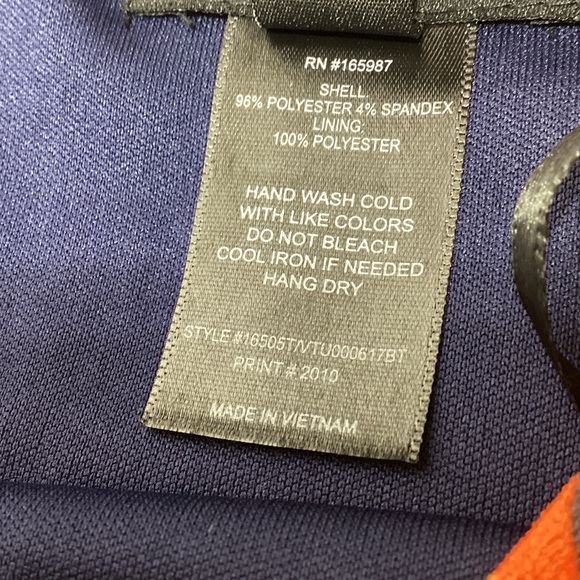 RN #165987
SHELL:
96% POLYESTER 4% SPANDEX
LINING:
100% POLYESTER
HAND WASH COLD
WITH LIKE COLORS
DO NOT BLEACH
COOL IRON IF NEEDED
HANG DRY
STYLE #16505T/VTU000617BT
PRINT # 2010
MADE IN VIETNAM